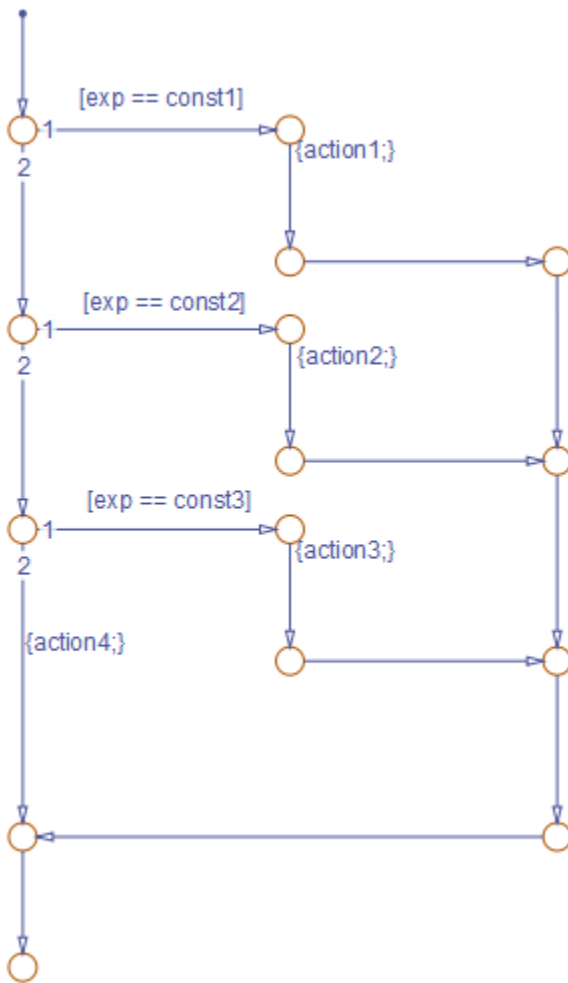 [exp == const1]
1
{action1;}
2
[exp == const2]
1
{action2;}
2
[exp == const3]
1
{action3;}
2
{action4;}